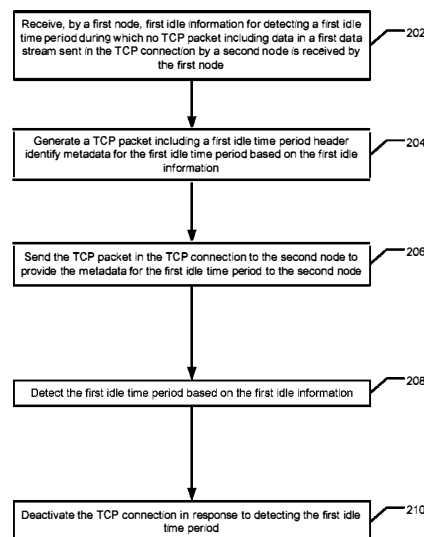 Receive, by a first node, first idle information for detecting a first idle
time period during which no TCP packet including data in a first data
stream sent in the TCP connection by a second node is received by
the first node
202
Generate a TCP packet including a first idle time period header
identify metadata for the first idle time period based on the first idle
information
204
Send the TCP packet in the TCP connection to the second node to
provide the metadata for the first idle time period to the second node
206
Detect the first idle time period based on the first idle information
208
Deactivate the TCP connection in response to detecting the first idle
time period
210